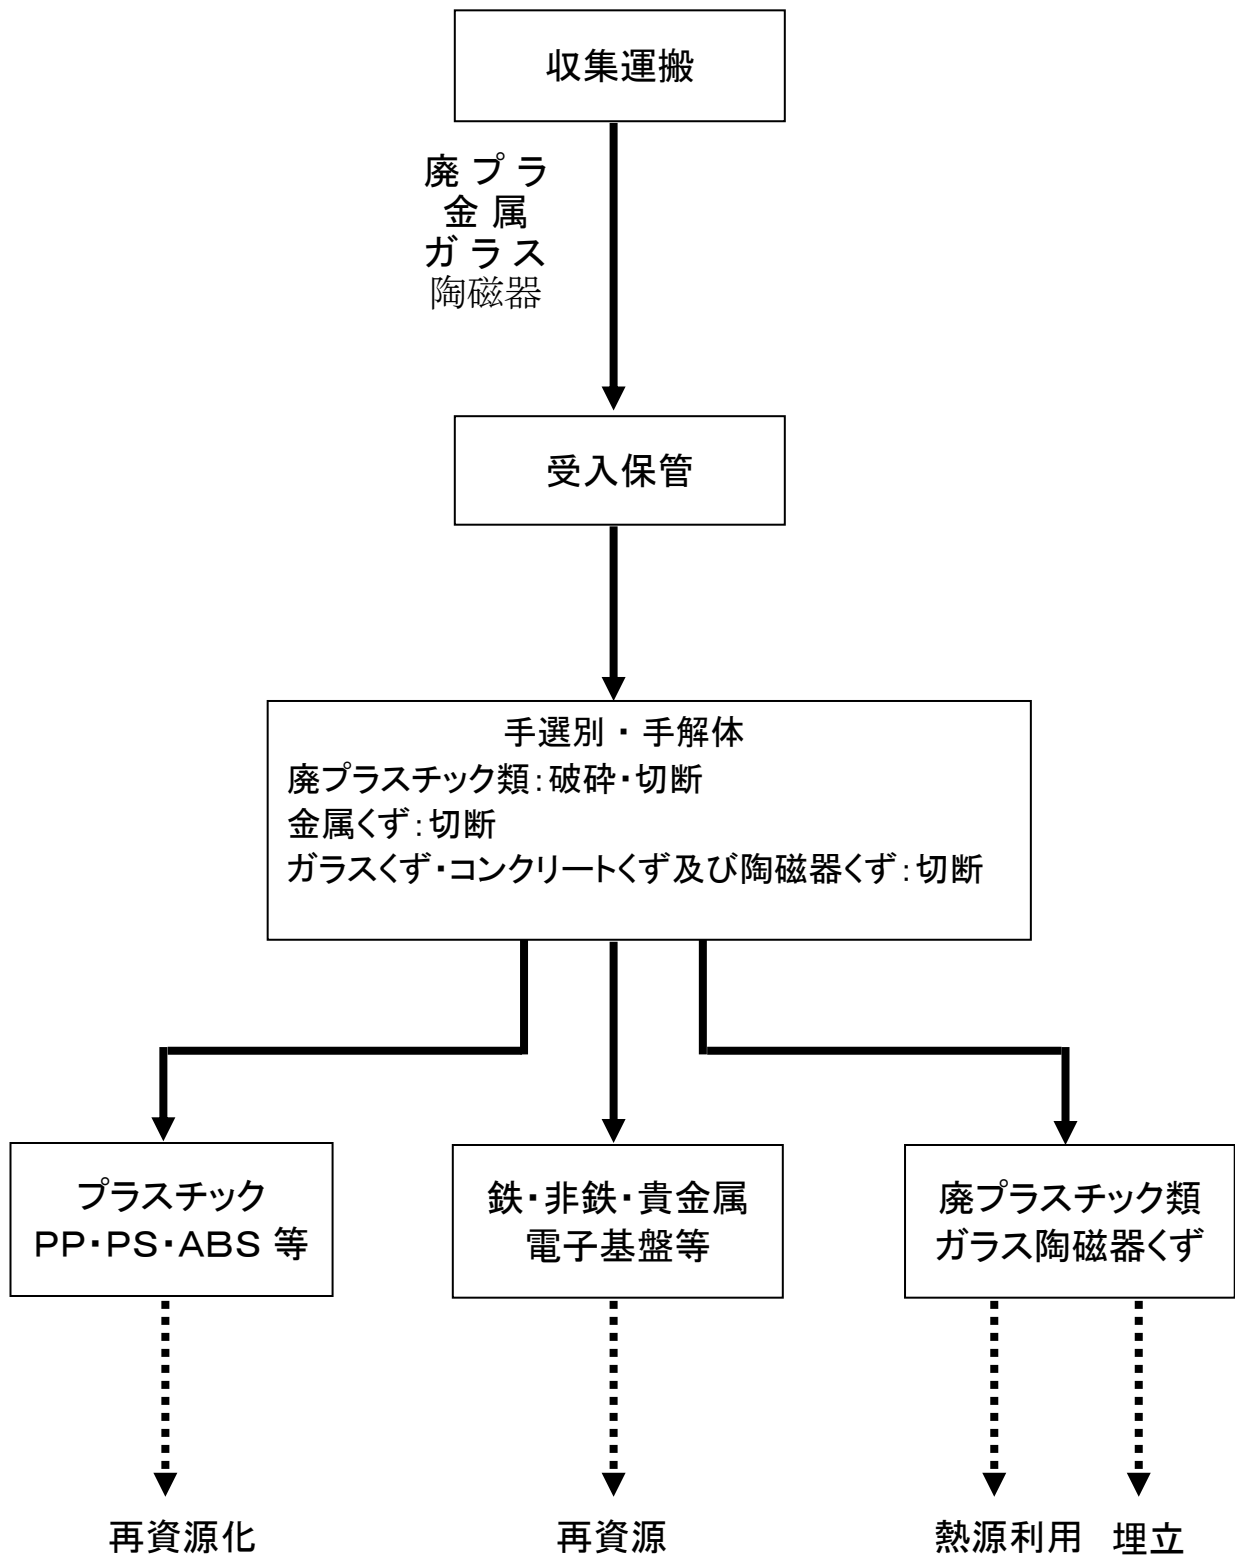 収集運搬
廃プラ
金属
ガラス
陶磁器
受入保管
手選別・手解体
廃プラスチック類:破砕・切断
金属くず:切断
ガラスくず・コンクリートくず及び陶磁器くず:切断
プラスチック
PP・PS・ABS 等
鉄・非鉄・貴金属
電子基盤等
廃プラスチック類
ガラス陶磁器くず
再資源化
再資源
熱源利用
埋立